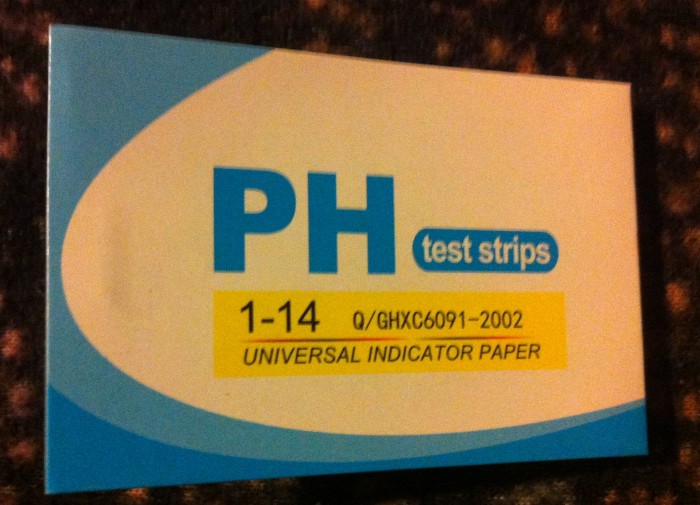 PH test strips
1-14 Q/GHXC6091-2002
UNIVERSAL INDICATOR PAPER